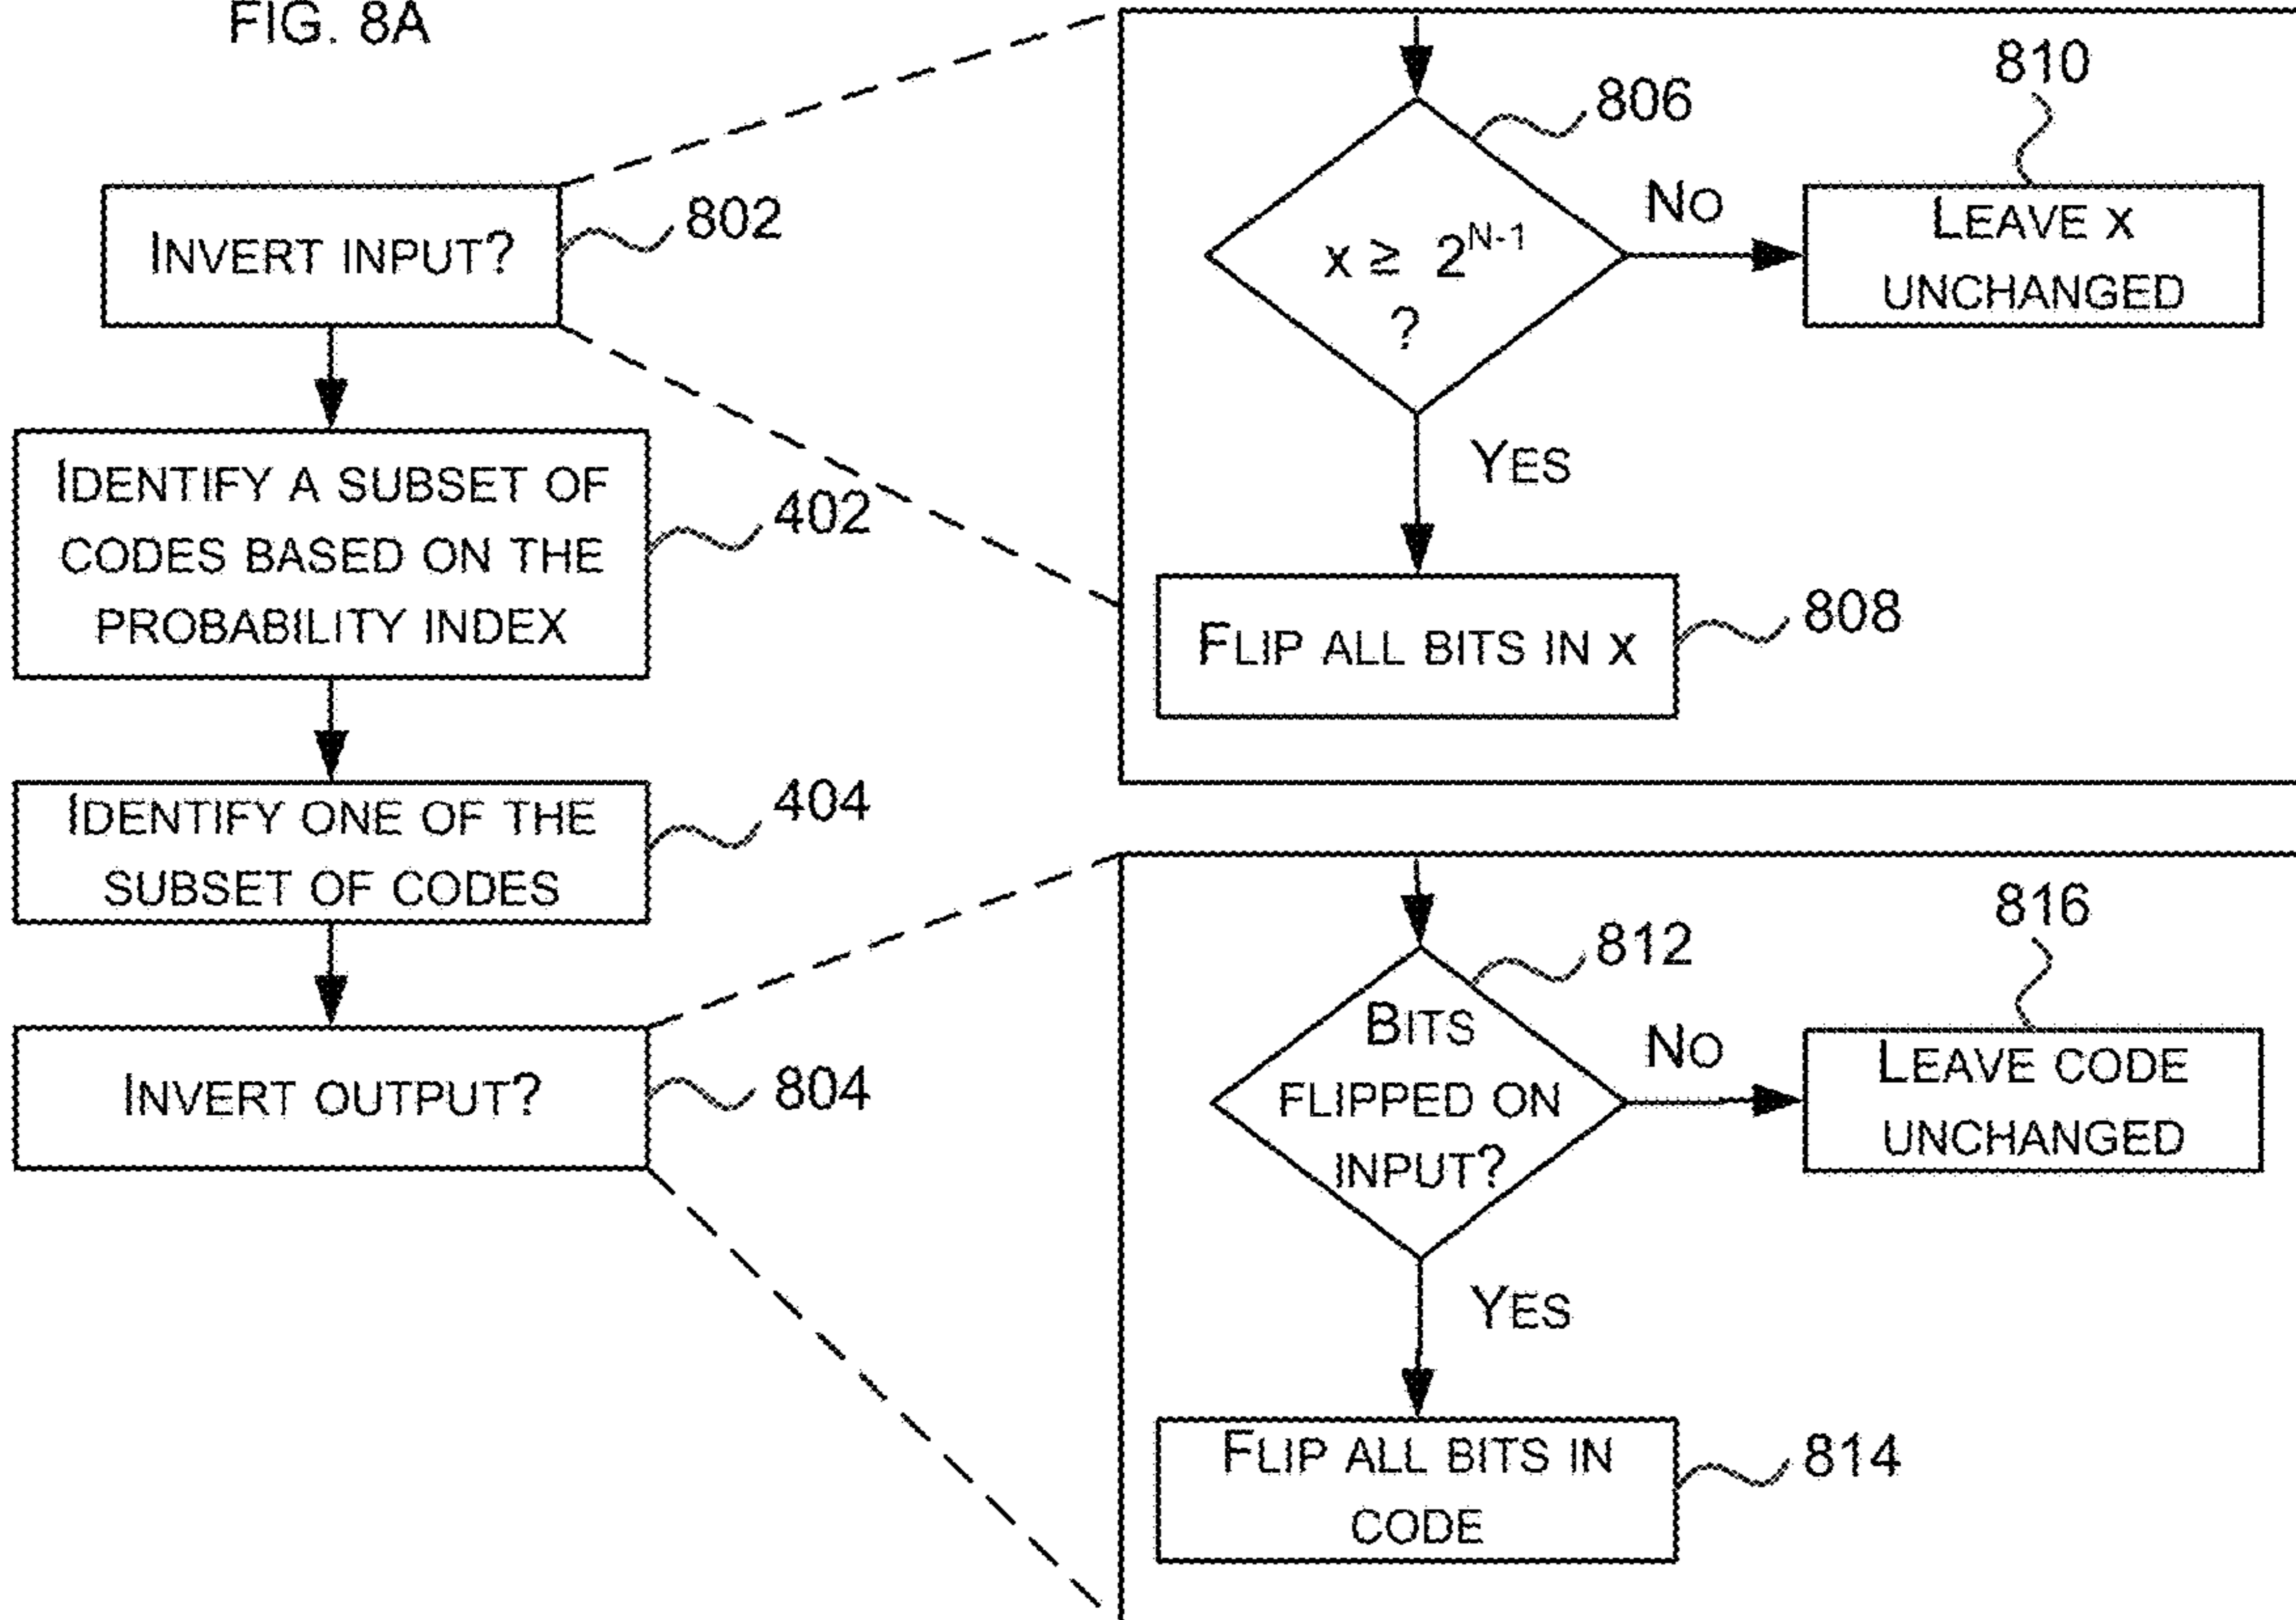 FIG. 8A
INVERT INPUT?
802
IDENTIFY A SUBSET OF
CODES BASED ON THE
PROBABILITY INDEX
402
IDENTIFY ONE OF THE
SUBSET OF CODES
404
INVERT OUTPUT?
804
806
x ≥ 2^{N-1}
?
NO
810
LEAVE X
UNCHANGED
YES
FLIP ALL BITS IN X
808
812
BITS
FLIPPED ON
INPUT?
NO
816
LEAVE CODE
UNCHANGED
YES
FLIP ALL BITS IN
CODE
814